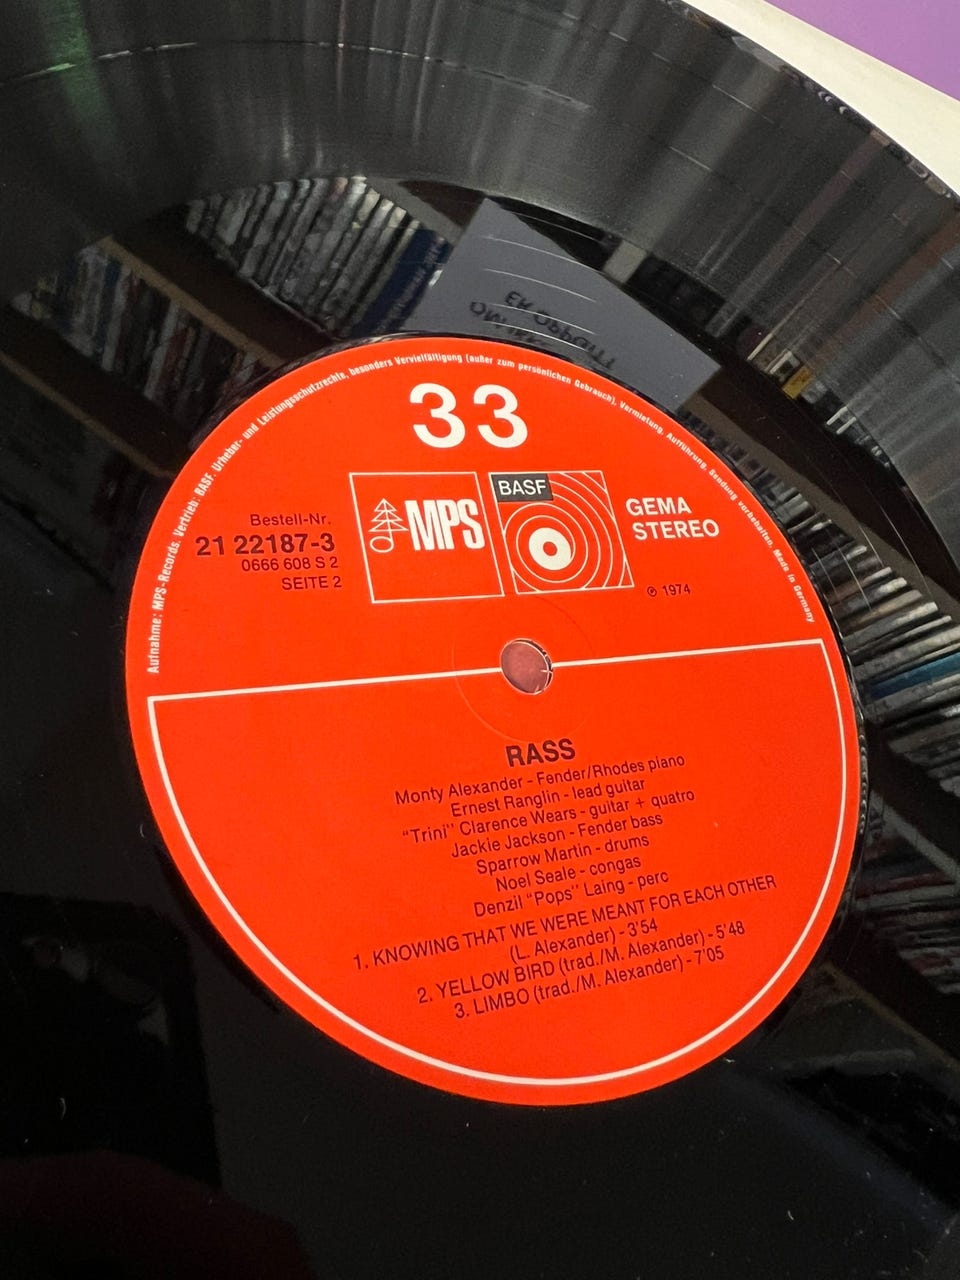 Aufnahme: MPS-Records. Vertrieb: BASF. Urheber- und Leistungsschutzrechte, besonders Vervielfältigung (außer zum persönlichen Gebrauch), Vermietung, Aufführung, Sendung vorbehalten. Made in Germany
33
MPS
BASF
GEMA
STEREO
Bestell-Nr.
21 22187-3
0666 608 S 2
SEITE 2
℗ 1974
RASS
Monty Alexander - Fender/Rhodes piano
Ernest Ranglin - lead guitar
"Trini" Clarence Wears - guitar + quatro
Jackie Jackson - Fender bass
Sparrow Martin - drums
Noel Seale - congas
Denzil "Pops" Laing - perc
1. KNOWING THAT WE WERE MEANT FOR EACH OTHER
(L. Alexander) - 3'54
2. YELLOW BIRD (trad./M. Alexander) - 5'48
3. LIMBO (trad./M. Alexander) - 7'05